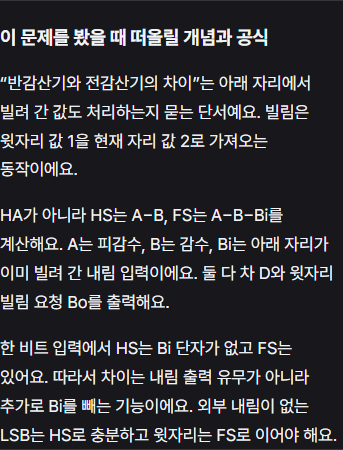 이 문제를 봤을 때 떠올릴 개념과 공식
“반감산기와 전감산기의 차이”는 아래 자리에서
빌려 간 값도 처리하는지 묻는 단서예요. 빌림은
윗자리 값 1을 현재 자리 값 2로 가져오는
동작이에요.
HA가 아니라 HS는 A−B, FS는 A−B−Bi를
계산해요. A는 피감수, B는 감수, Bi는 아래 자리가
이미 빌려 간 내림 입력이에요. 둘 다 차 D와 윗자리
빌림 요청 Bo를 출력해요.
한 비트 입력에서 HS는 Bi 단자가 없고 FS는
있어요. 따라서 차이는 내림 출력 유무가 아니라
추가로 Bi를 빼는 기능이에요. 외부 내림이 없는
LSB는 HS로 충분하고 윗자리는 FS로 이어야 해요.